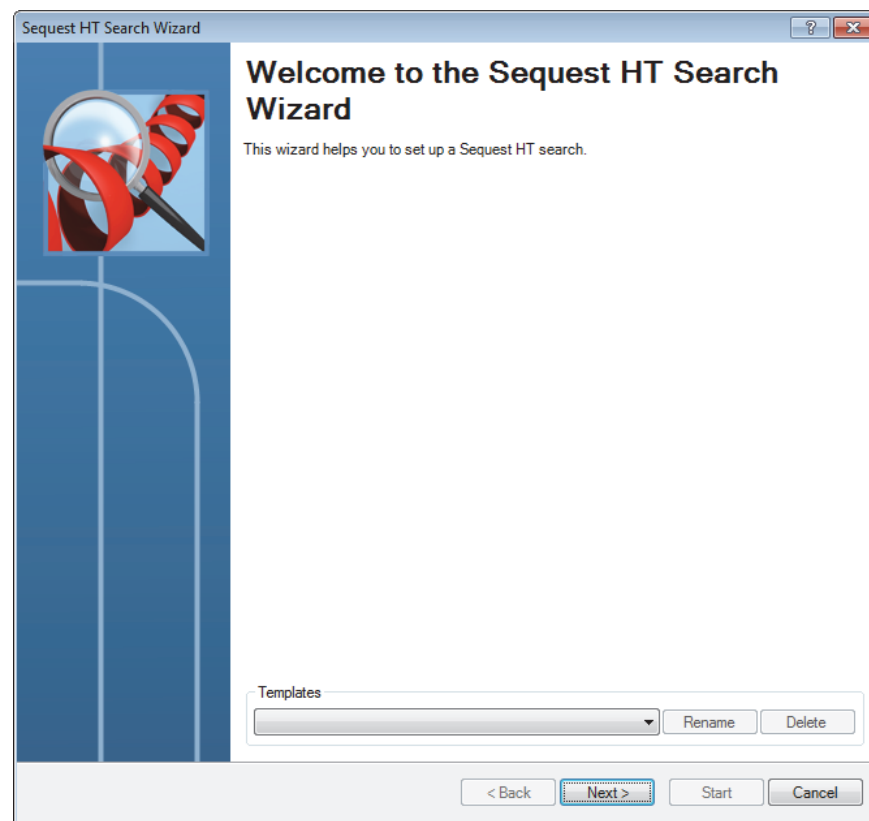 Sequest HT Search Wizard
Welcome to the Sequest HT Search
Wizard
This wizard helps you to set up a Sequest HT search.
Templates
Rename Delete
< Back Next > Start Cancel